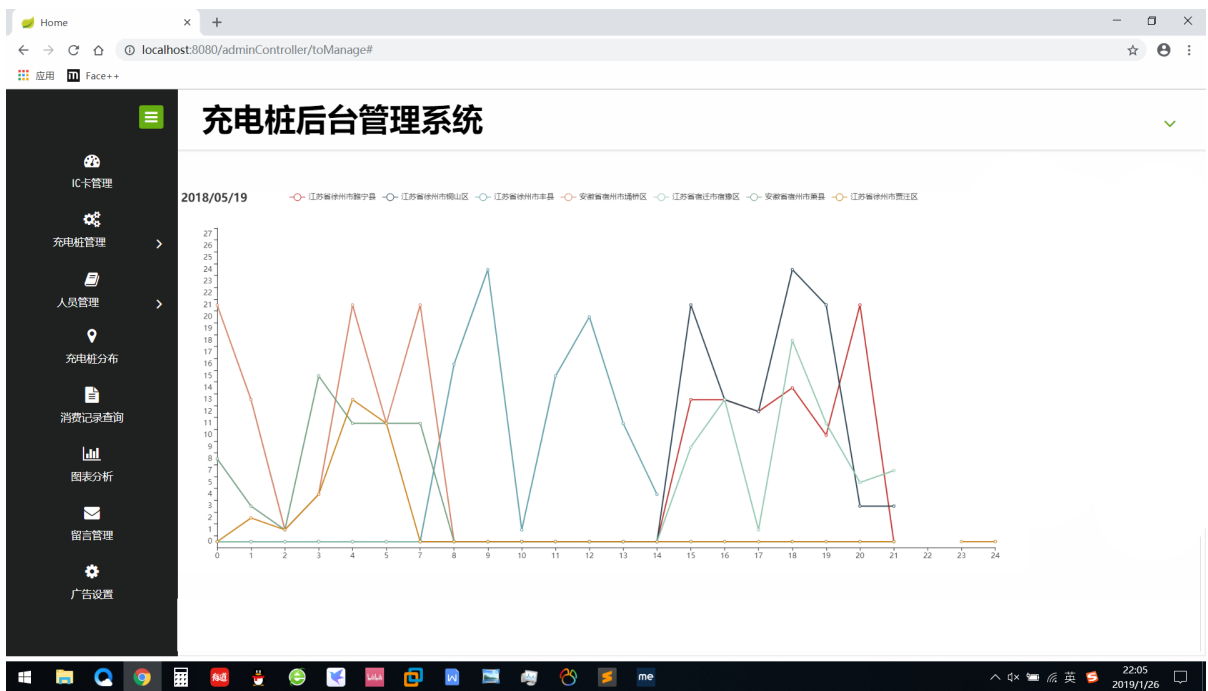 Home
localhost:8080/adminController/toManage#
应用 Face++
充电桩后台管理系统
IC卡管理
充电桩管理
人员管理
充电桩分布
消费记录查询
图表分析
留言管理
广告设置
2018/05/19
江苏省徐州市睢宁县 江苏省徐州市铜山区 江苏省徐州市丰县 安徽省宿州市埇桥区 江苏省宿迁市宿豫区 安徽省宿州市萧县 江苏省徐州市贾汪区
27
26
25
24
23
22
21
20
19
18
17
16
15
14
13
12
11
10
9
8
7
5
4
3
2
1
0
0 1 2 3 4 5 7 8 9 10 11 12 13 14 15 16 17 18 19 20 21 22 23 24
有道
LiLi
W
me
英
22:05
2019/1/26